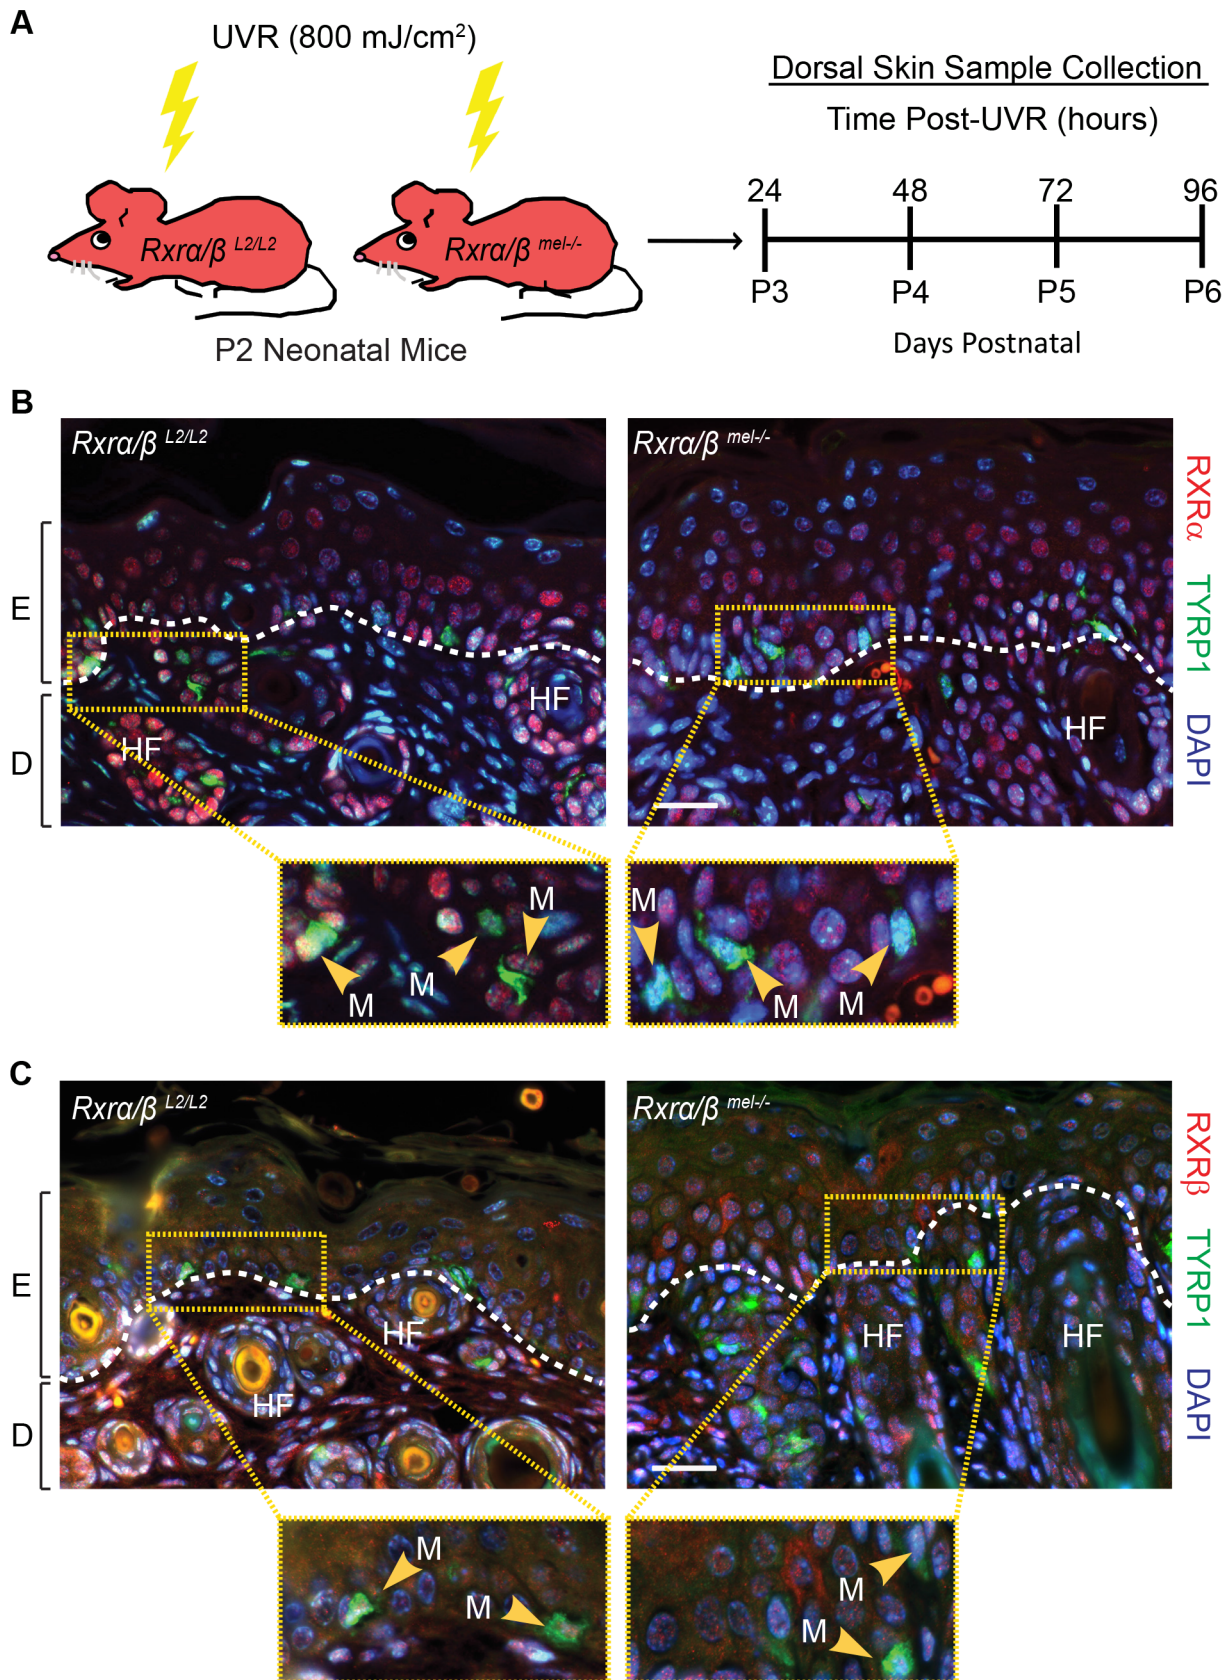 A
UVR (800 mJ/cm²)
Dorsal Skin Sample Collection
Time Post-UVR (hours)
24 48 72 96
Rxrα/β L2/L2
Rxrα/β mel-/-
P3 P4 P5 P6
P2 Neonatal Mice
Days Postnatal
B
Rxrα/β L2/L2
Rxrα/β mel-/-
RXRα TYRP1 DAPI
E
D
HF
HF
HF
M
M
M
M
M
M
C
Rxrα/β L2/L2
Rxrα/β mel-/-
RXRβ TYRP1 DAPI
E
D
HF
HF
HF
HF
M
M
M
M